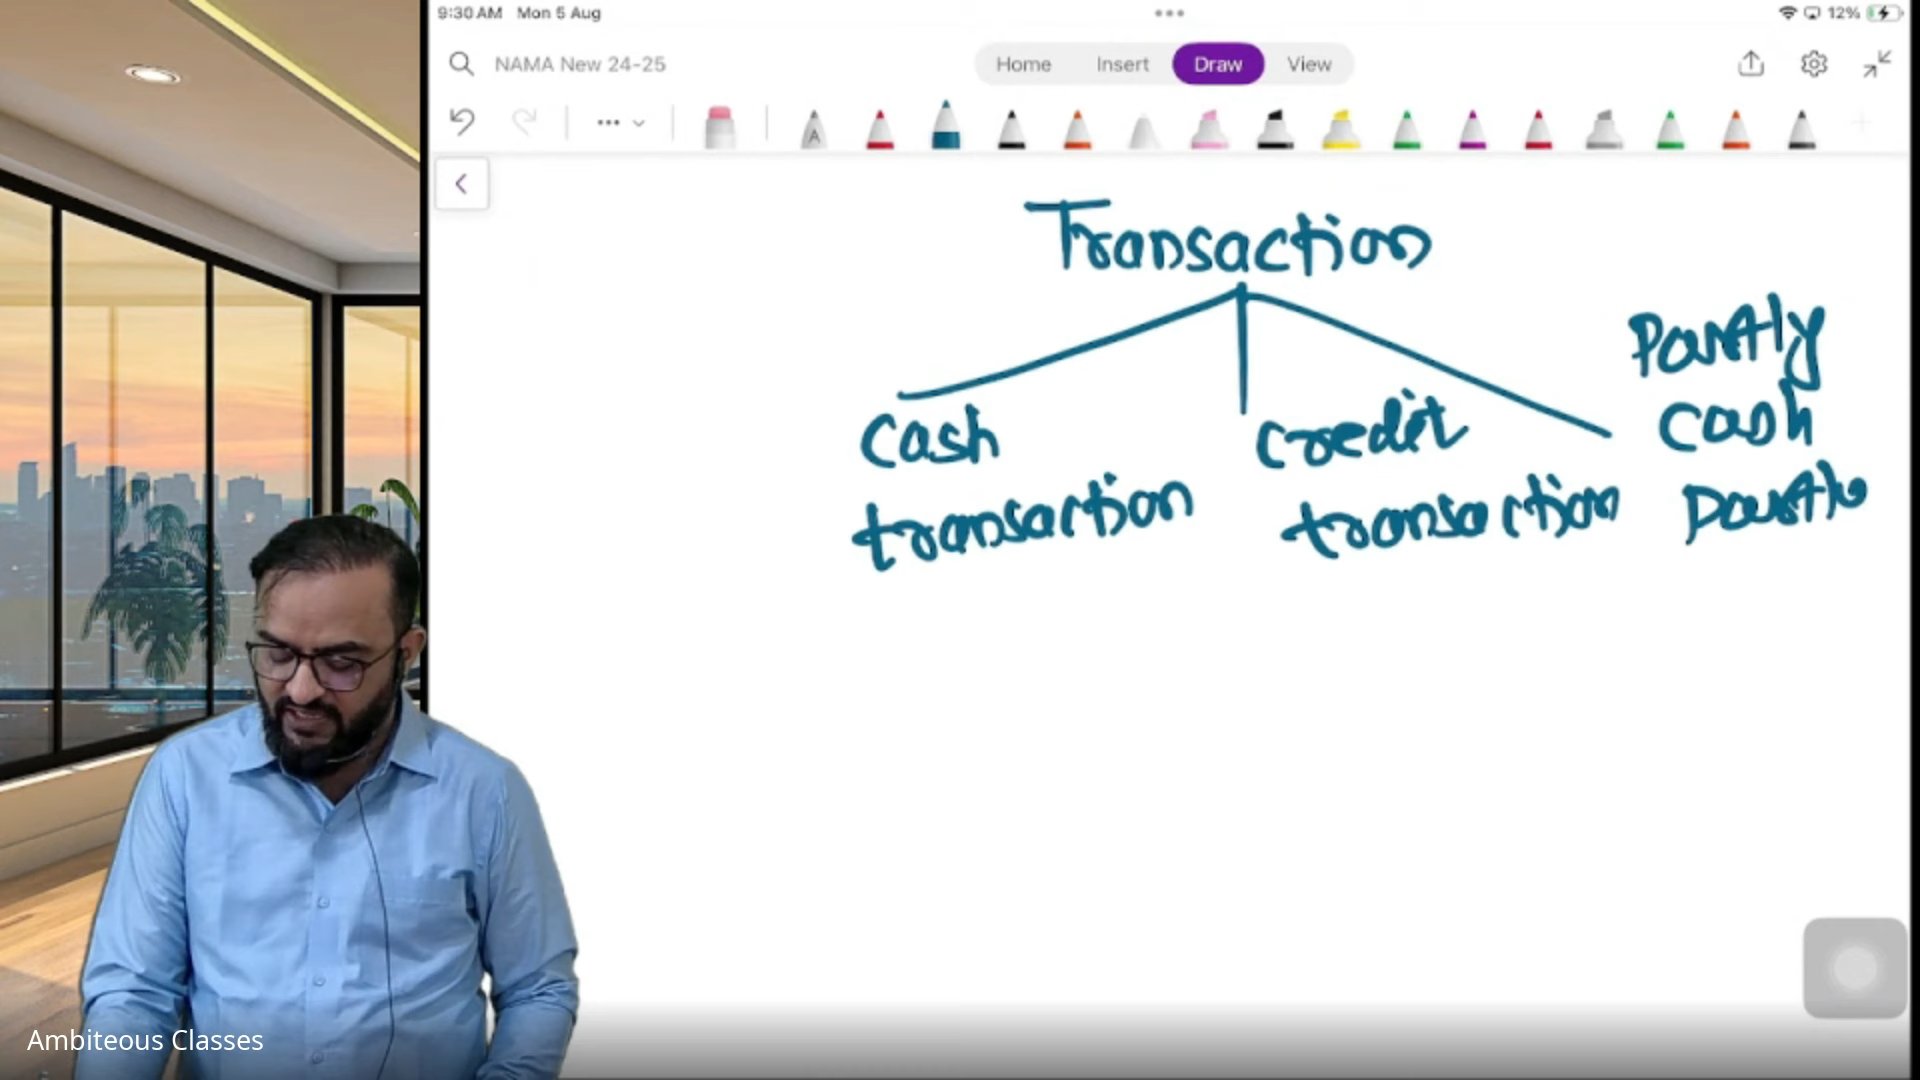 9:30 AM Mon 5 Aug
12%
NAMA New 24-25
Home Insert Draw View
A
Transaction
Cash
transaction
credit
transaction
Partly
cash
partly
Ambiteous Classes